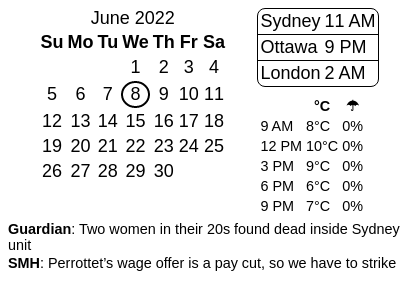 June 2022
Su Mo Tu We Th Fr Sa
1 2 3 4
5 6 7 8 9 10 11
12 13 14 15 16 17 18
19 20 21 22 23 24 25
26 27 28 29 30
Sydney 11 AM
Ottawa 9 PM
London 2 AM
°C ☂
9 AM 8°C 0%
12 PM 10°C 0%
3 PM 9°C 0%
6 PM 6°C 0%
9 PM 7°C 0%
Guardian: Two women in their 20s found dead inside Sydney
unit
SMH: Perrottet’s wage offer is a pay cut, so we have to strike